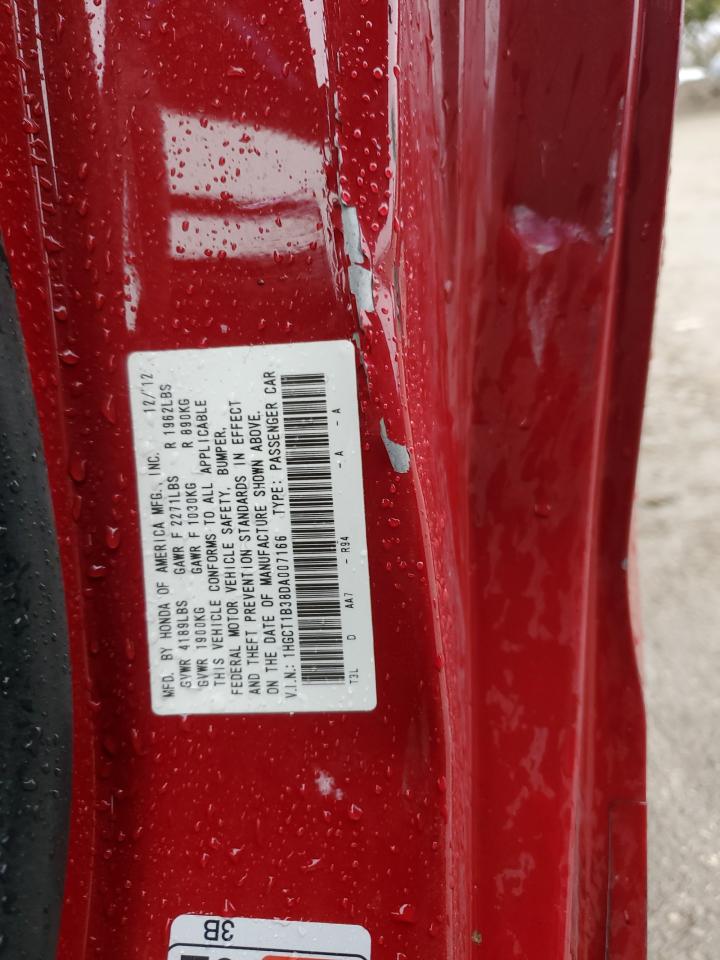 MFD. BY HONDA OF AMERICA MFG., INC. 12/12
GVWR 4189LBS GAWR F 2271LBS R 1962LBS
GVWR 1900KG GAWR F 1030KG R 890KG
THIS VEHICLE CONFORMS TO ALL APPLICABLE
FEDERAL MOTOR VEHICLE SAFETY, BUMPER,
AND THEFT PREVENTION STANDARDS IN EFFECT
ON THE DATE OF MANUFACTURE SHOWN ABOVE.
V.I.N.: 1HGCT1B38DA007166 TYPE: PASSENGER CAR
T3L D AA7 - R94 - A - A
3B